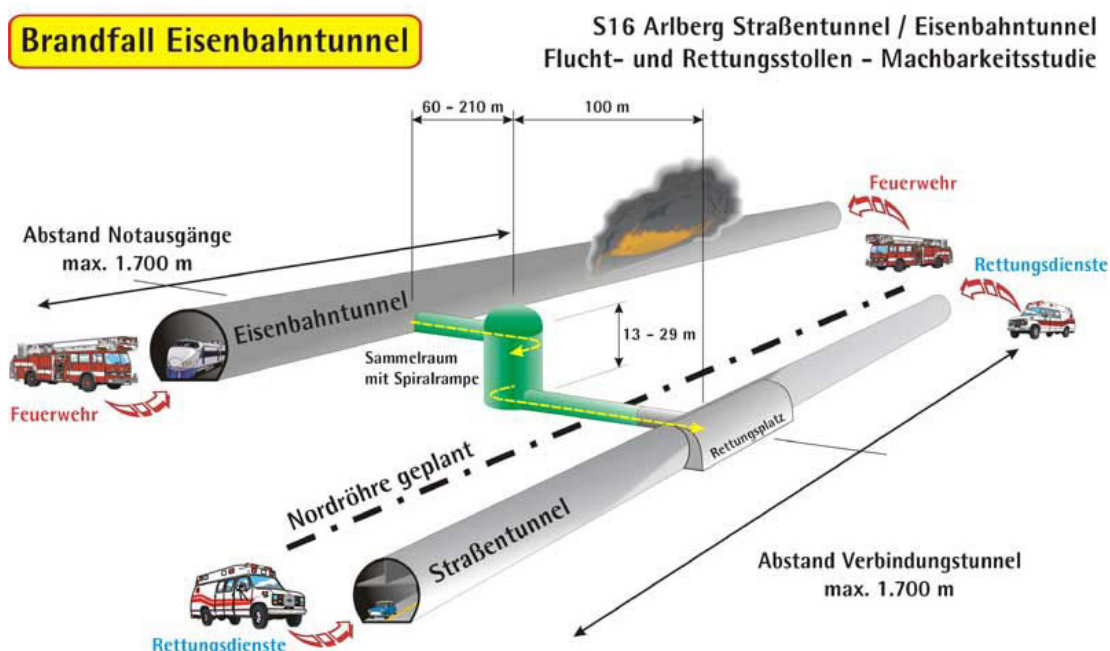 Brandfall Eisenbahntunnel
S16 Arlberg Straßentunnel / Eisenbahntunnel
Flucht- und Rettungsstollen - Machbarkeitsstudie
60 - 210 m
100 m
Feuerwehr
Rettungsdienste
Abstand Notausgänge
max. 1.700 m
Eisenbahntunnel
13 - 29 m
Sammelraum
mit Spiralrampe
Feuerwehr
Rettungsplatz
Nordröhre geplant
Straßentunnel
Abstand Verbindungstunnel
max. 1.700 m
Rettungsdienste